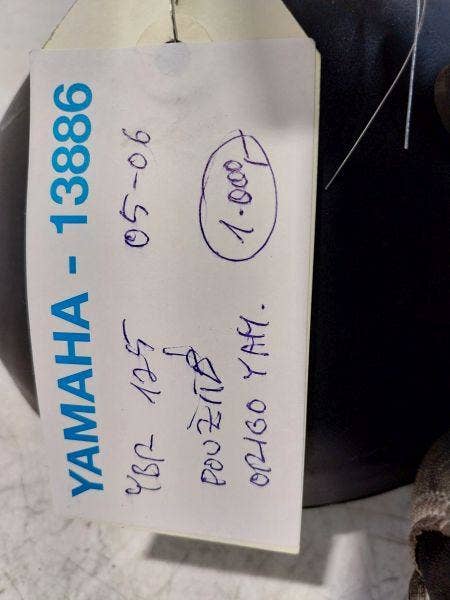 YAMAHA - 13886
YBR 125 05-06
POUŽITÉ 1.000,-
ORIGO YAM.